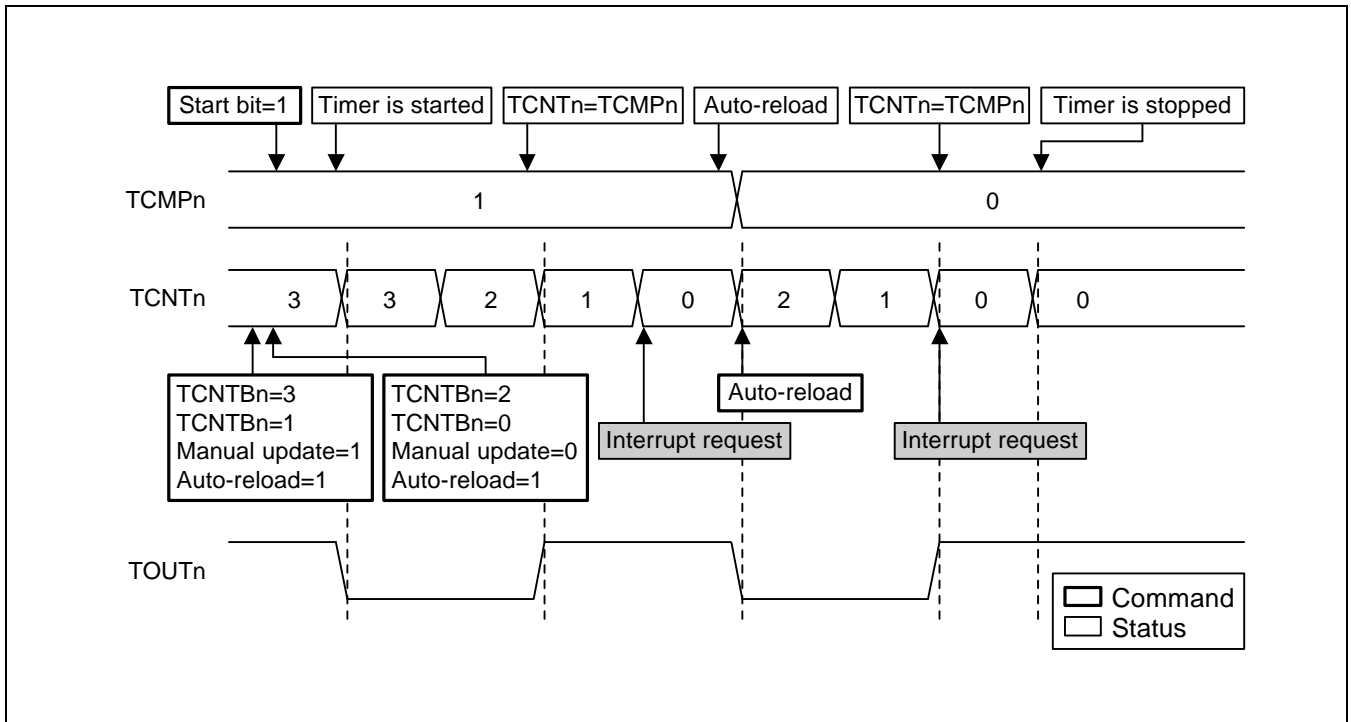 Start bit=1
Timer is started
TCNTn=TCMPn
Auto-reload
TCNTn=TCMPn
Timer is stopped
TCMPn
1
0
TCNTn
3
3
2
1
0
2
1
0
0
TCNTBn=3
TCNTBn=1
Manual update=1
Auto-reload=1
TCNTBn=2
TCNTBn=0
Manual update=0
Auto-reload=1
Interrupt request
Auto-reload
Interrupt request
TOUTn
Command
Status